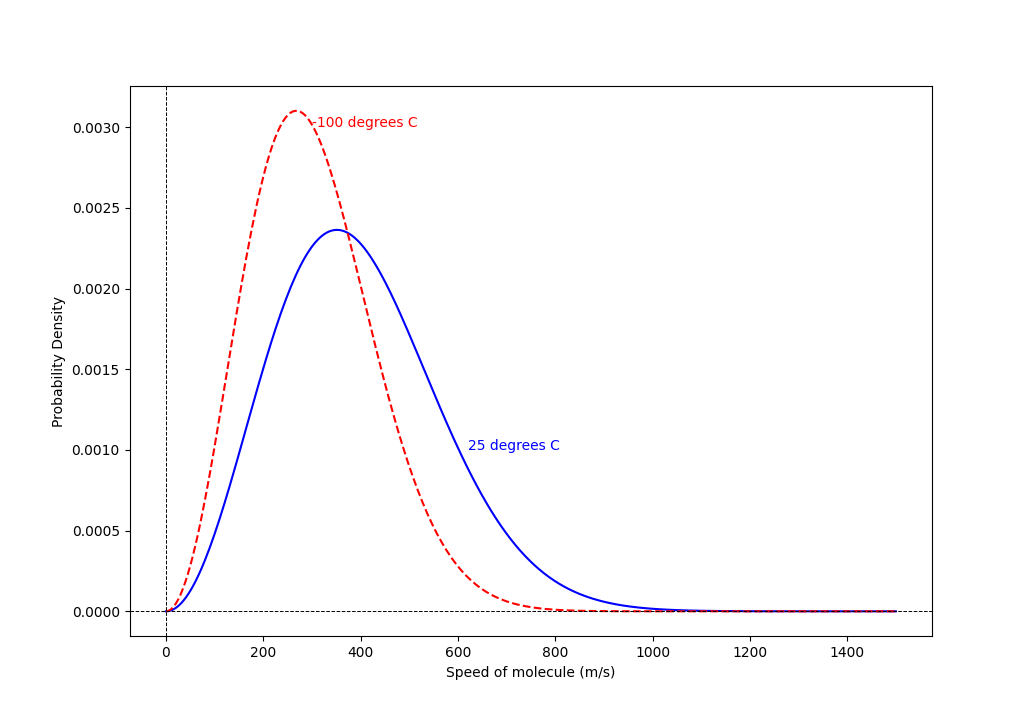 -100 degrees C
25 degrees C
Probability Density
0.0030
0.0025
0.0020
0.0015
0.0010
0.0005
0.0000
0 200 400 600 800 1000 1200 1400
Speed of molecule (m/s)